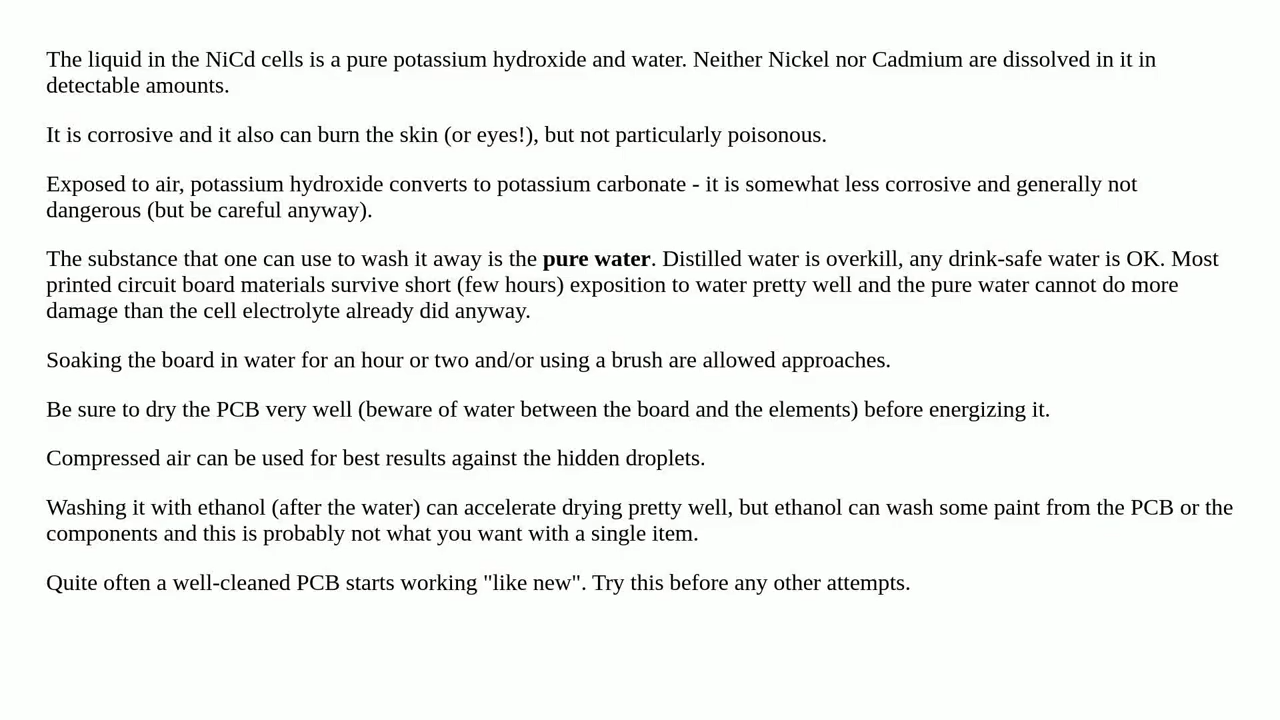 The liquid in the NiCd cells is a pure potassium hydroxide and water. Neither Nickel nor Cadmium are dissolved in it in
detectable amounts.
It is corrosive and it also can burn the skin (or eyes!), but not particularly poisonous.
Exposed to air, potassium hydroxide converts to potassium carbonate - it is somewhat less corrosive and generally not
dangerous (but be careful anyway).
The substance that one can use to wash it away is the pure water. Distilled water is overkill, any drink-safe water is OK. Most
printed circuit board materials survive short (few hours) exposition to water pretty well and the pure water cannot do more
damage than the cell electrolyte already did anyway.
Soaking the board in water for an hour or two and/or using a brush are allowed approaches.
Be sure to dry the PCB very well (beware of water between the board and the elements) before energizing it.
Compressed air can be used for best results against the hidden droplets.
Washing it with ethanol (after the water) can accelerate drying pretty well, but ethanol can wash some paint from the PCB or the
components and this is probably not what you want with a single item.
Quite often a well-cleaned PCB starts working "like new". Try this before any other attempts.